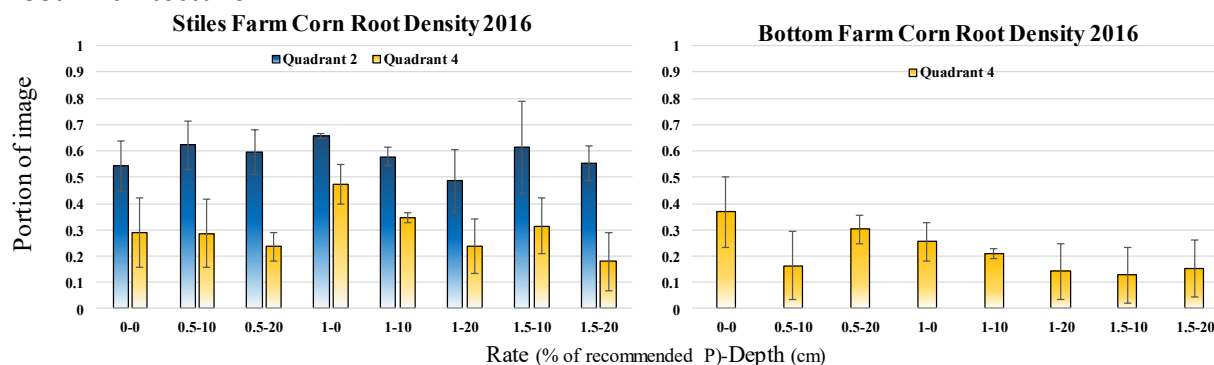 Stiles Farm Corn Root Density 2016
Quadrant 2 Quadrant 4
Portion of image
1
0.9
0.8
0.7
0.6
0.5
0.4
0.3
0.2
0.1
0
0-0 0.5-10 0.5-20 1-0 1-10 1-20 1.5-10 1.5-20
Bottom Farm Corn Root Density 2016
Quadrant 4
1
0.9
0.8
0.7
0.6
0.5
0.4
0.3
0.2
0.1
0
0-0 0.5-10 0.5-20 1-0 1-10 1-20 1.5-10 1.5-20
Rate (% of recommended P)-Depth (cm)